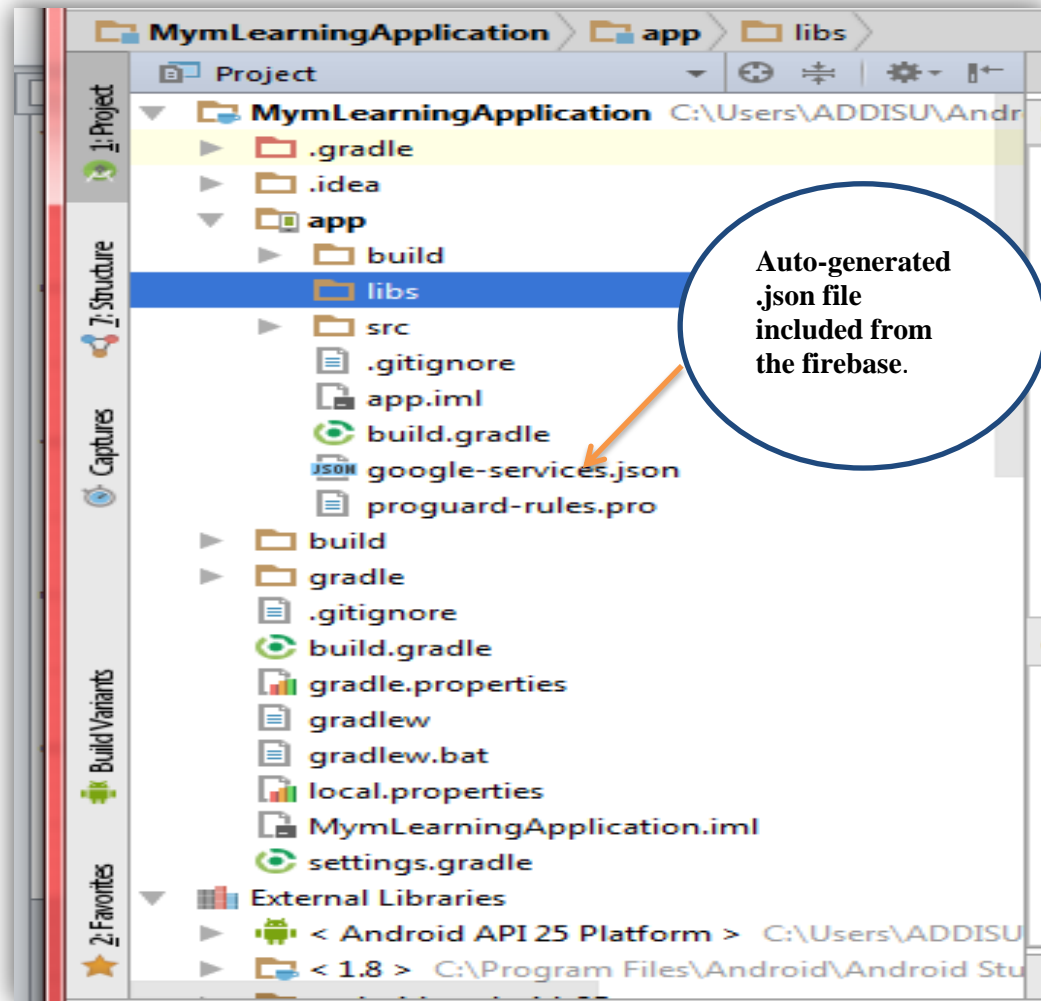 MymLearningApplication app libs
Project
1: Project
7: Structure
Captures
Build Variants
2: Favorites
MymLearningApplication C:\Users\ADDISU\Andr
.gradle
.idea
app
build
libs
src
.gitignore
app.iml
build.gradle
JSON google-services.json
proguard-rules.pro
build
gradle
.gitignore
build.gradle
gradle.properties
gradlew
gradlew.bat
local.properties
MymLearningApplication.iml
settings.gradle
External Libraries
< Android API 25 Platform > C:\Users\ADDISU
< 1.8 > C:\Program Files\Android\Android Stu
Auto-generated
.json file
included from
the firebase.